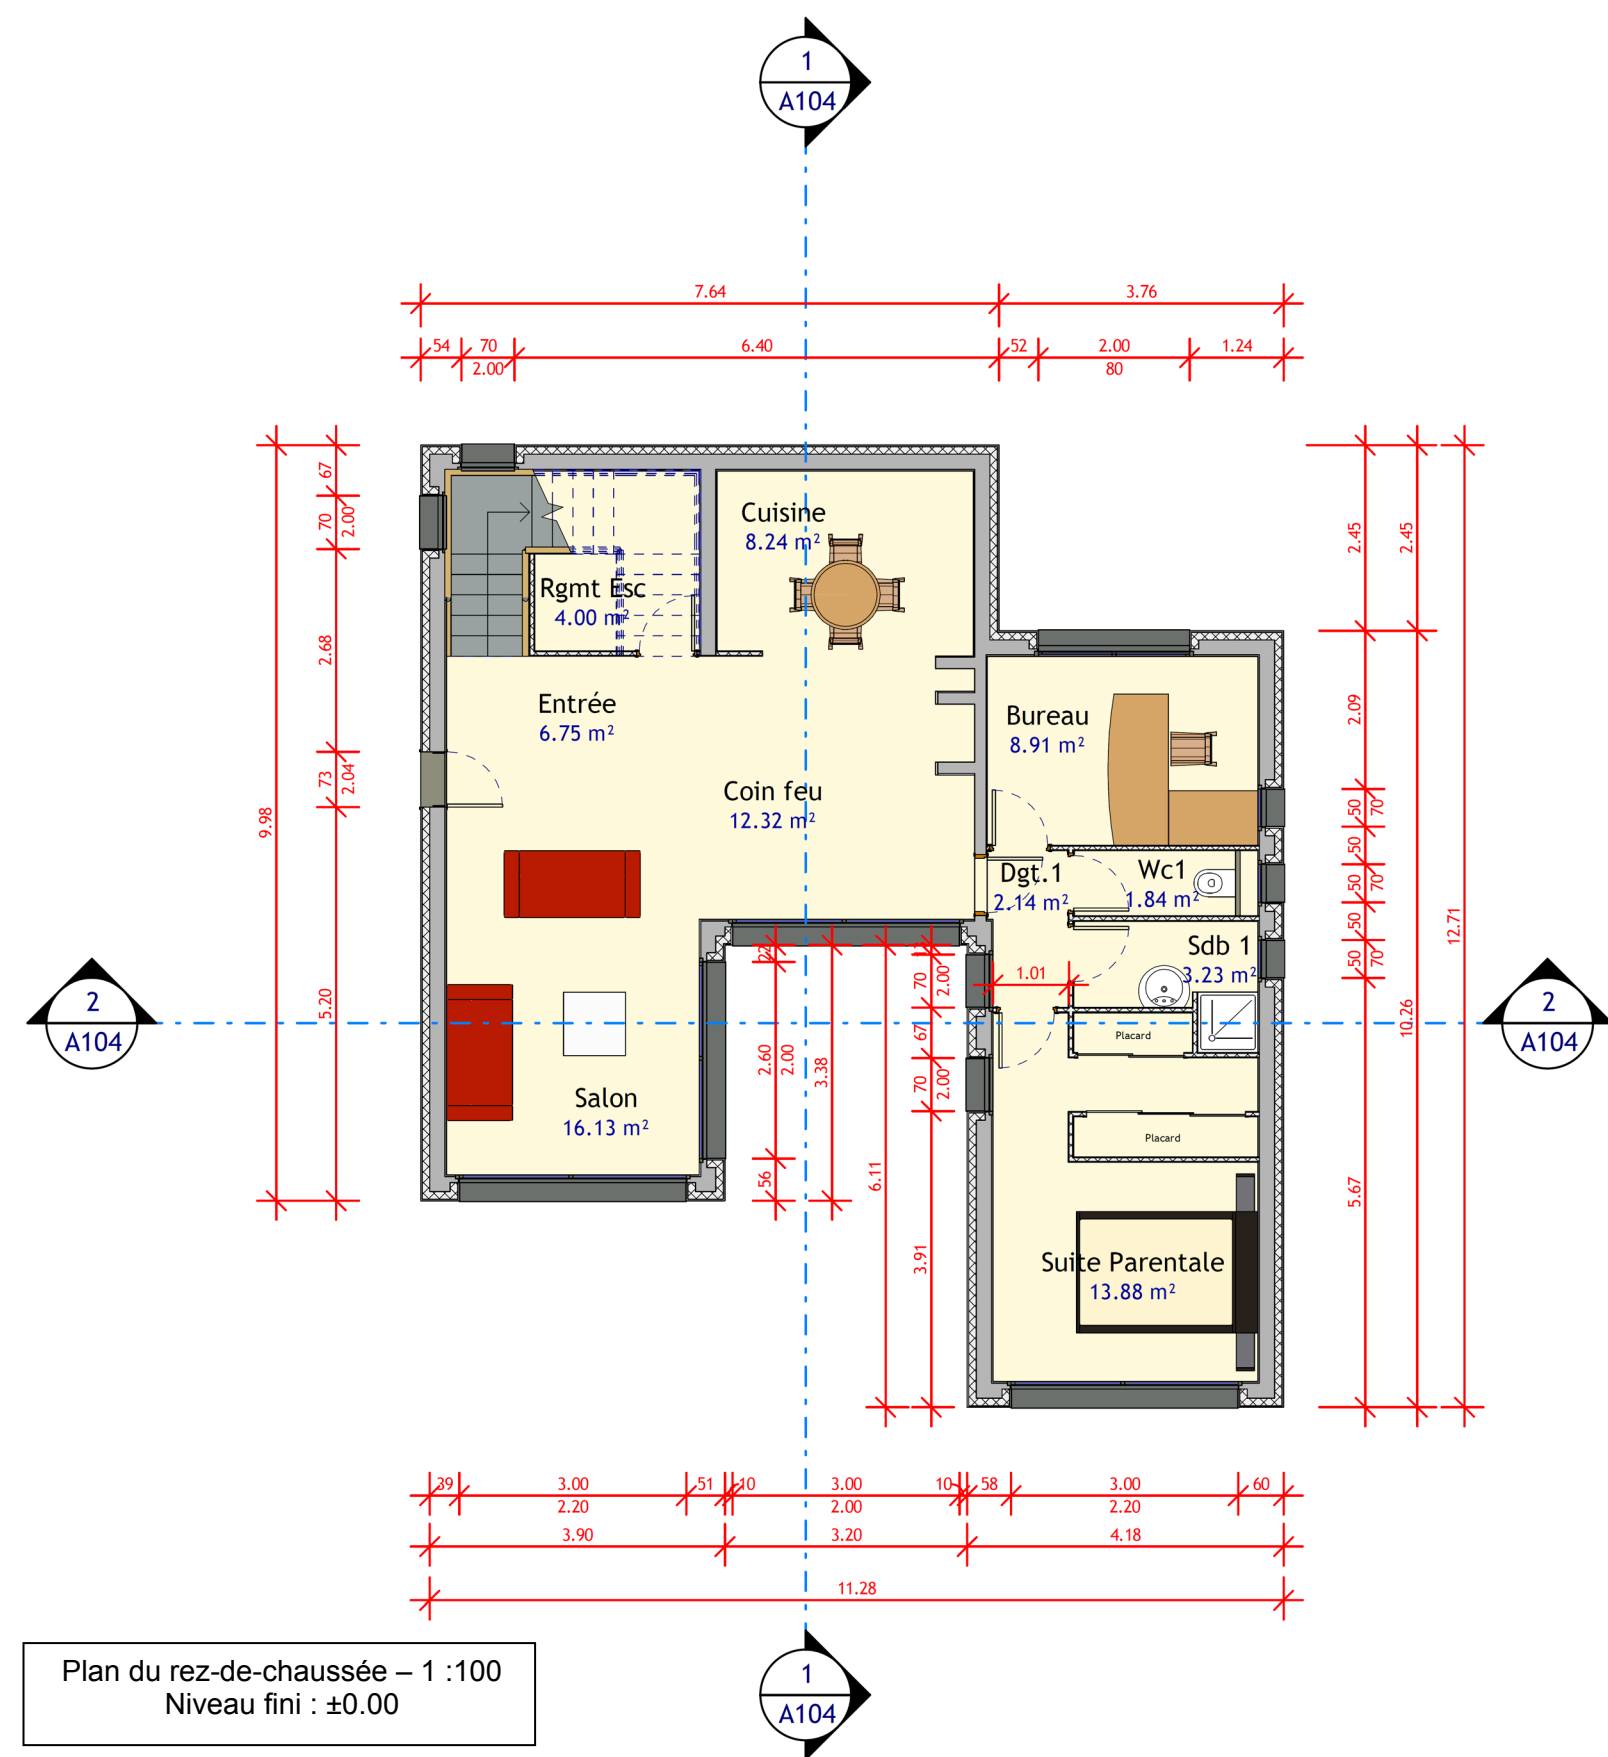 1
A104
7.64
3.76
54
70
6.40
52
2.00
1.24
2.00
80
67
70
2.00
2.68
73
2.04
9.98
5.20
Cuisine
8.24 m²
Rgmt Esc
4.00 m²
Entrée
6.75 m²
Coin feu
12.32 m²
Bureau
8.91 m²
Dgt.1
2.14 m²
Wc1
1.84 m²
Sdb 1
3.23 m²
1.01
Placard
Placard
Salon
16.13 m²
Suite Parentale
13.88 m²
2.45
2.45
2.09
50
70
50
50
70
50
50
70
12.71
10.26
5.67
22
2.60
2.00
3.38
56
6.11
70
2.00
67
70
2.00
3.91
2
A104
2
A104
39
3.00
51
10
3.00
10
58
3.00
60
2.20
2.00
2.20
3.90
3.20
4.18
11.28
Plan du rez-de-chaussée – 1 :100
Niveau fini : ±0.00
1
A104